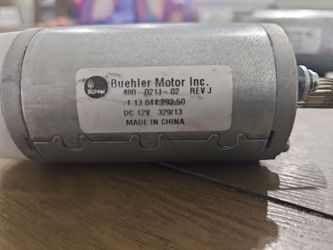 Bühler
Buehler Motor Inc.
480-0211-02 REV J
1.13.044.292.50
DC 12V 329/13
MADE IN CHINA